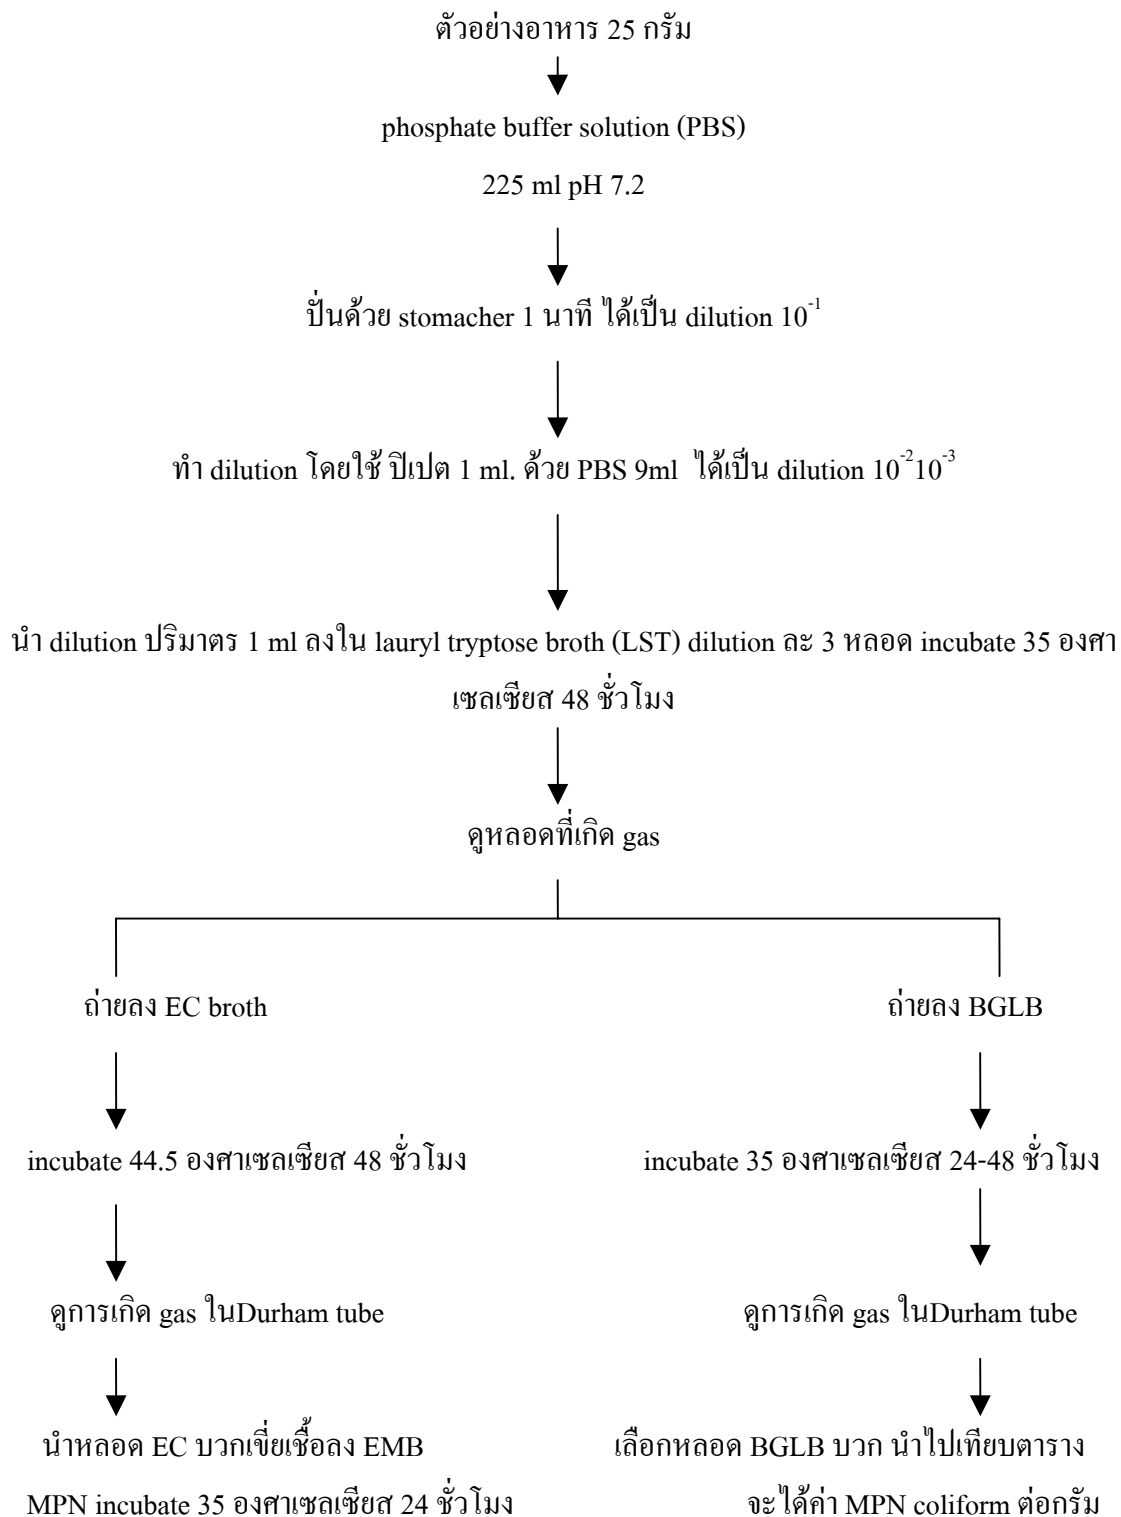 ตัวอย่างอาหาร 25 กรัม
phosphate buffer solution (PBS)
225 ml pH 7.2
ปั่นด้วย stomacher 1 นาที ได้เป็น dilution 10⁻¹
ทำ dilution โดยใช้ ปิเปต 1 ml. ด้วย PBS 9ml ได้เป็น dilution 10⁻²10⁻³
นำ dilution ปริมาตร 1 ml ลงใน lauryl tryptose broth (LST) dilution ละ 3 หลอด incubate 35 องศา
เซลเซียส 48 ชั่วโมง
ดูหลอดที่เกิด gas
ถ่ายลง EC broth
ถ่ายลง BGLB
incubate 44.5 องศาเซลเซียส 48 ชั่วโมง
incubate 35 องศาเซลเซียส 24-48 ชั่วโมง
ดูการเกิด gas ในDurham tube
ดูการเกิด gas ในDurham tube
นำหลอด EC บวกเขี่ยเชื้อลง EMB
เลือกหลอด BGLB บวก นำไปเทียบตาราง
MPN incubate 35 องศาเซลเซียส 24 ชั่วโมง
จะได้ค่า MPN coliform ต่อกรัม